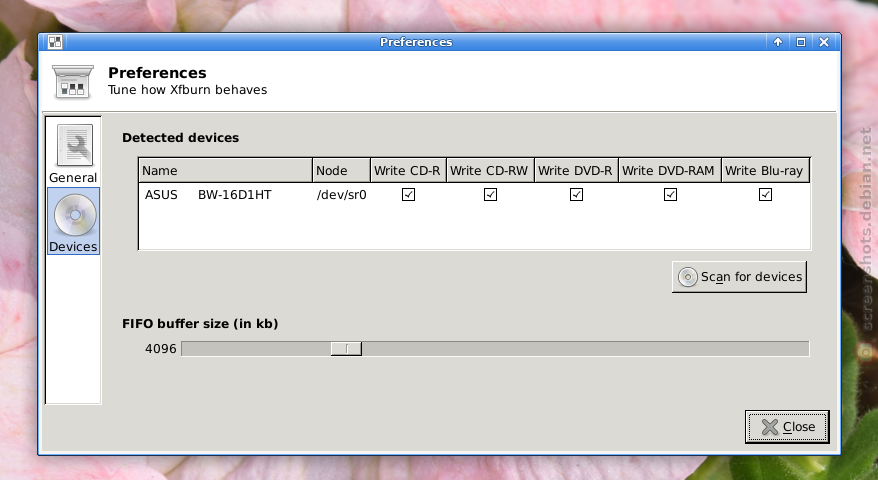 Preferences
Preferences
Tune how Xfburn behaves
General
Devices
Detected devices
Name Node Write CD-R Write CD-RW Write DVD-R Write DVD-RAM Write Blu-ray
ASUS BW-16D1HT /dev/sr0
Scan for devices
FIFO buffer size (in kb)
4096
Close
© screenshots.debian.net